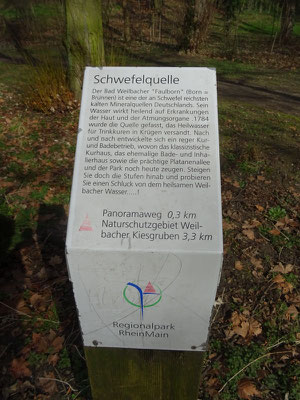 Schwefelquelle
Der Bad Weilbacher "Faulborn" (Born =
Brunnen) ist eine der an Schwefel reichsten
kalten Mineralquellen Deutschlands. Sein
Wasser wirkt heilend auf Erkrankungen
der Haut und der Atmungsorgane. 1784
wurde die Quelle gefasst, das Heilwasser
für Trinkkuren in Krügen versandt. Nach
und nach entwickelte sich ein reger Kur-
und Badebetrieb, wovon das klassizistische
Kurhaus, das ehemalige Bade- und Inha-
lierhaus sowie die prächtige Platanenallee
und der Park noch heute zeugen. Steigen
Sie doch die Stufen hinab und probieren
Sie einen Schluck von dem heilsamen Weil-
bacher Wasser.....!
Panoramaweg 0,3 km
Naturschutzgebiet Weil-
bacher Kiesgruben 3,3 km
Regionalpark
RheinMain